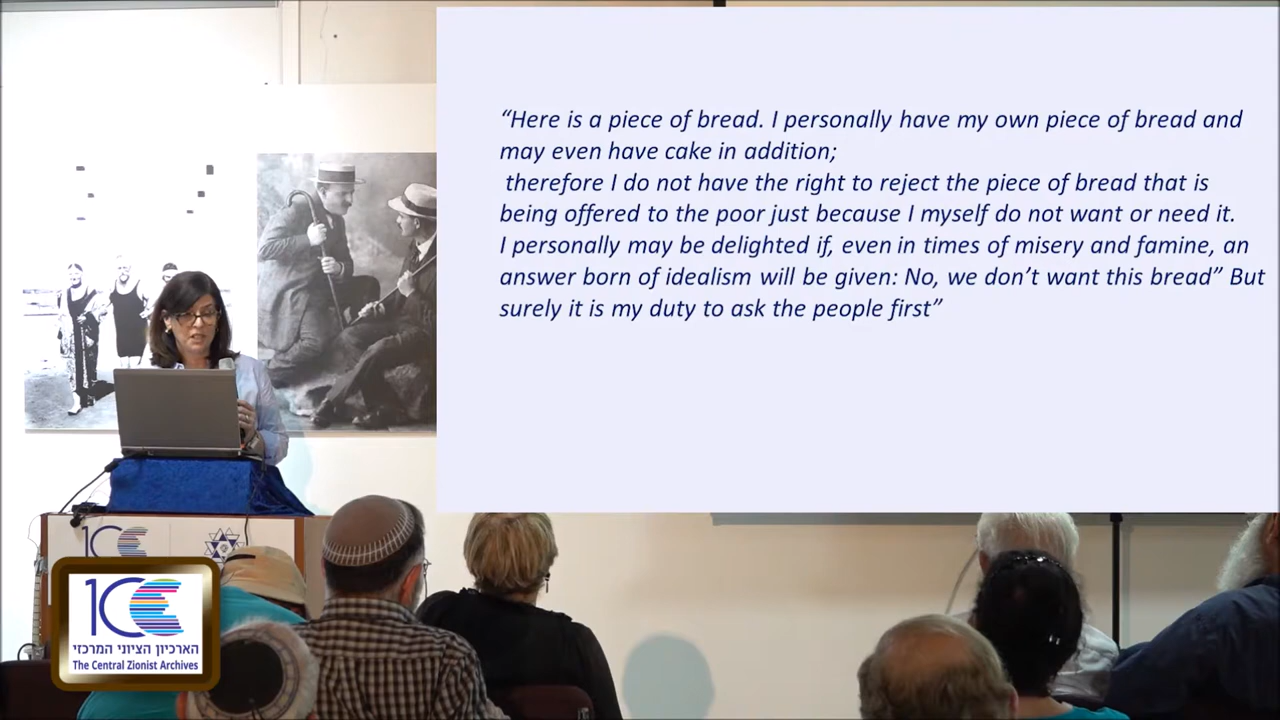 “Here is a piece of bread. I personally have my own piece of bread and
may even have cake in addition;
therefore I do not have the right to reject the piece of bread that is
being offered to the poor just because I myself do not want or need it.
I personally may be delighted if, even in times of misery and famine, an
answer born of idealism will be given: No, we don’t want this bread” But
surely it is my duty to ask the people first”
10
10
הארכיון הציוני המרכזי
The Central Zionist Archives